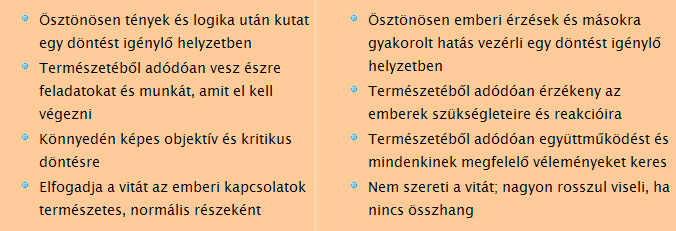 Ösztönösen tények és logika után kutat
egy döntést igénylő helyzetben
Természetéből adódóan vesz észre
feladatokat és munkát, amit el kell
végezni
Könnyedén képes objektív és kritikus
döntésre
Elfogadja a vitát az emberi kapcsolatok
természetes, normális részeként
Ösztönösen emberi érzések és másokra
gyakorolt hatás vezérli egy döntést igénylő
helyzetben
Természetéből adódóan érzékeny az
emberek szükségleteire és reakcióira
Természetéből adódóan együttműködést és
mindenkinek megfelelő véleményeket keres
Nem szereti a vitát; nagyon rosszul viseli, ha
nincs összhang